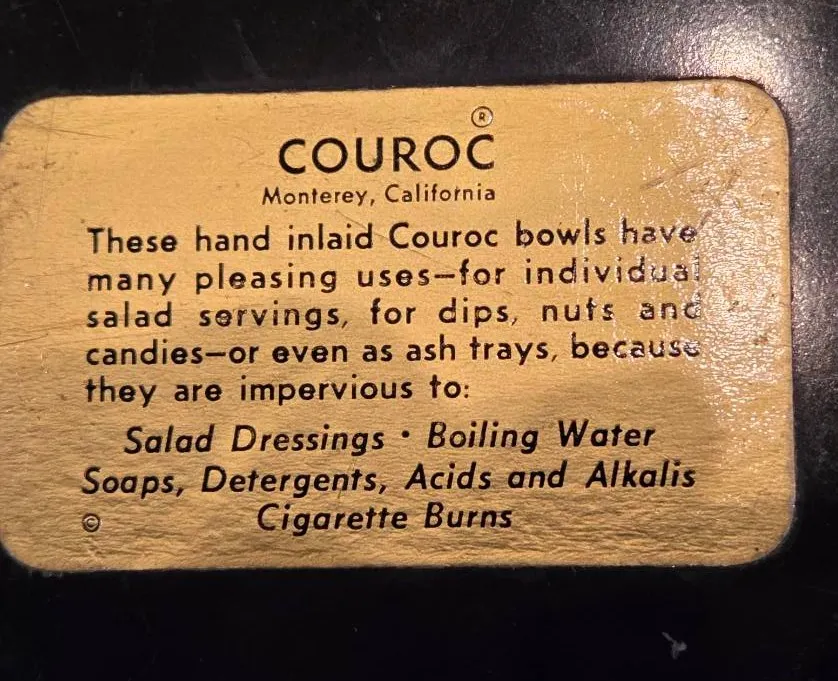 ®
COUROC
Monterey, California
These hand inlaid Couroc bowls have
many pleasing uses—for individual
salad servings, for dips, nuts and
candies—or even as ash trays, because
they are impervious to:
Salad Dressings · Boiling Water
Soaps, Detergents, Acids and Alkalis
© Cigarette Burns